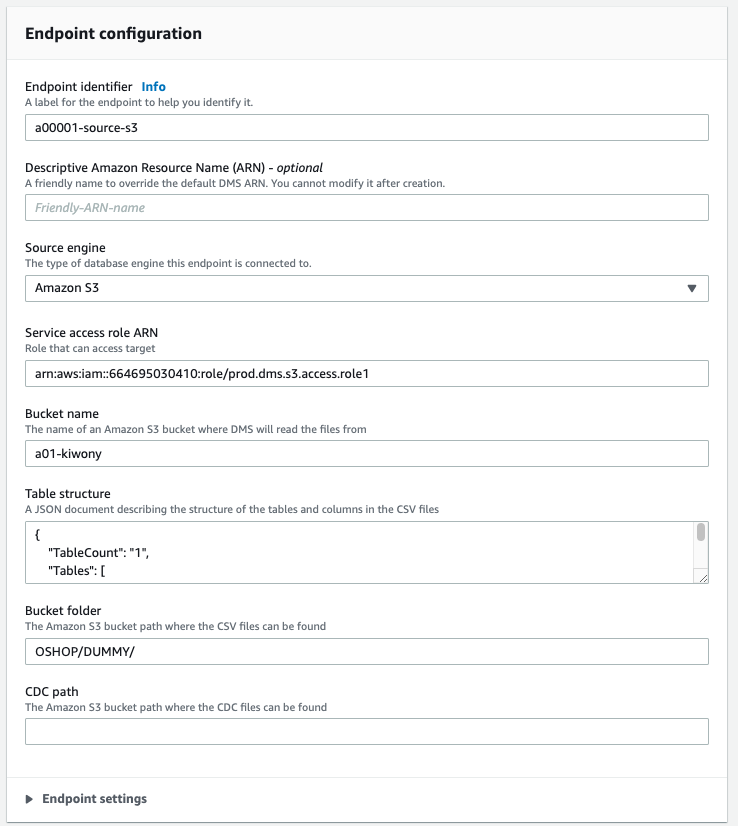 Endpoint configuration
Endpoint identifier Info
A label for the endpoint to help you identify it.
a00001-source-s3
Descriptive Amazon Resource Name (ARN) - optional
A friendly name to override the default DMS ARN. You cannot modify it after creation.
Friendly-ARN-name
Source engine
The type of database engine this endpoint is connected to.
Amazon S3
Service access role ARN
Role that can access target
arn:aws:iam::664695030410:role/prod.dms.s3.access.role1
Bucket name
The name of an Amazon S3 bucket where DMS will read the files from
a01-kiwony
Table structure
A JSON document describing the structure of the tables and columns in the CSV files
{
"TableCount": "1",
"Tables": [
Bucket folder
The Amazon S3 bucket path where the CSV files can be found
OSHOP/DUMMY/
CDC path
The Amazon S3 bucket path where the CDC files can be found
Endpoint settings